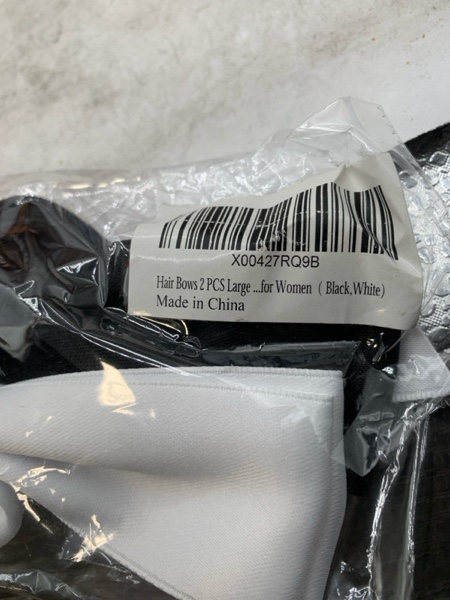 X00427RQ9B
Hair Bows 2 PCS Large ...for Women ( Black,White)
Made in China